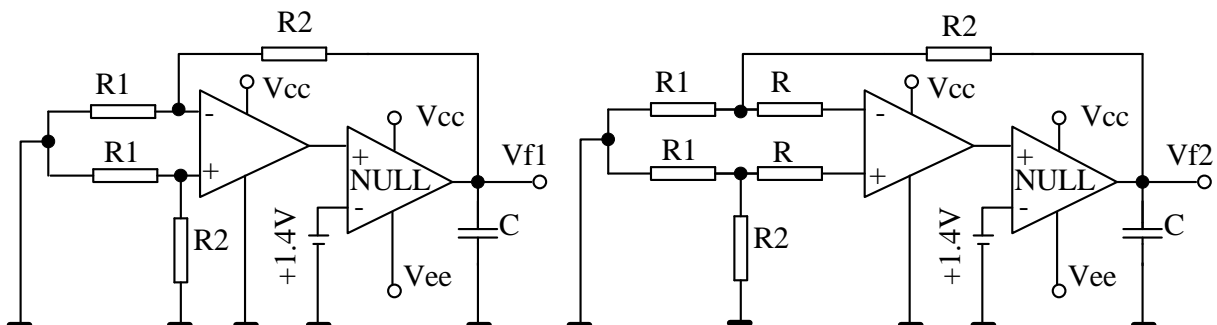 R2
R1
Vcc
-
R1
+
Vcc
+
NULL
-
Vf1
R2
+1.4V
C
Vee
R2
R1
R
Vcc
-
R1
R
+
Vcc
+
NULL
-
Vf2
R2
+1.4V
C
Vee